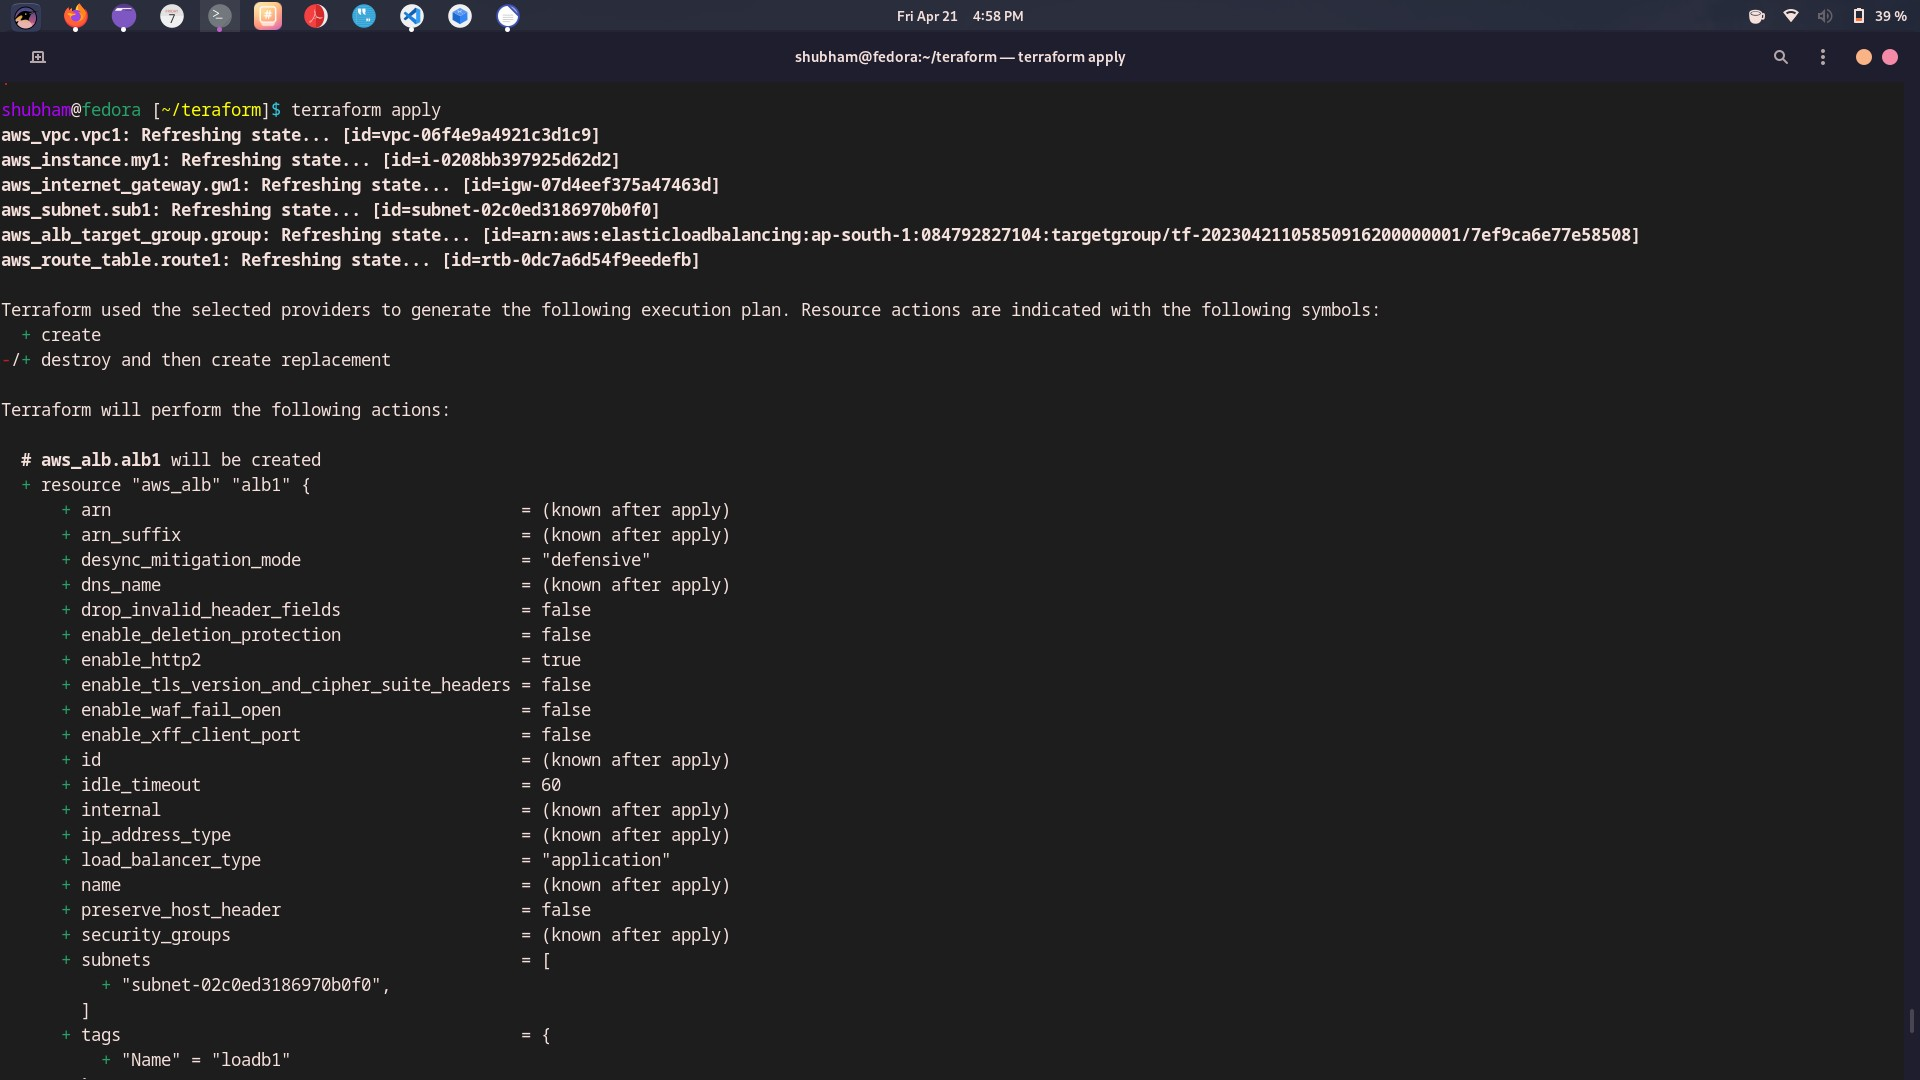 7
Fri Apr 21 4:58 PM
39 %
shubham@fedora:~/teraform — terraform apply
shubham@fedora [~/teraform]$ terraform apply
aws_vpc.vpc1: Refreshing state... [id=vpc-06f4e9a4921c3d1c9]
aws_instance.my1: Refreshing state... [id=i-0208bb397925d62d2]
aws_internet_gateway.gw1: Refreshing state... [id=igw-07d4eef375a47463d]
aws_subnet.sub1: Refreshing state... [id=subnet-02c0ed3186970b0f0]
aws_alb_target_group.group: Refreshing state... [id=arn:aws:elasticloadbalancing:ap-south-1:084792827104:targetgroup/tf-20230421105850916200000001/7ef9ca6e77e58508]
aws_route_table.route1: Refreshing state... [id=rtb-0dc7a6d54f9eedefb]
Terraform used the selected providers to generate the following execution plan. Resource actions are indicated with the following symbols:
+ create
-/+ destroy and then create replacement
Terraform will perform the following actions:
# aws_alb.alb1 will be created
+ resource "aws_alb" "alb1" {
+ arn = (known after apply)
+ arn_suffix = (known after apply)
+ desync_mitigation_mode = "defensive"
+ dns_name = (known after apply)
+ drop_invalid_header_fields = false
+ enable_deletion_protection = false
+ enable_http2 = true
+ enable_tls_version_and_cipher_suite_headers = false
+ enable_waf_fail_open = false
+ enable_xff_client_port = false
+ id = (known after apply)
+ idle_timeout = 60
+ internal = (known after apply)
+ ip_address_type = (known after apply)
+ load_balancer_type = "application"
+ name = (known after apply)
+ preserve_host_header = false
+ security_groups = (known after apply)
+ subnets = [
+ "subnet-02c0ed3186970b0f0",
]
+ tags = {
+ "Name" = "loadb1"